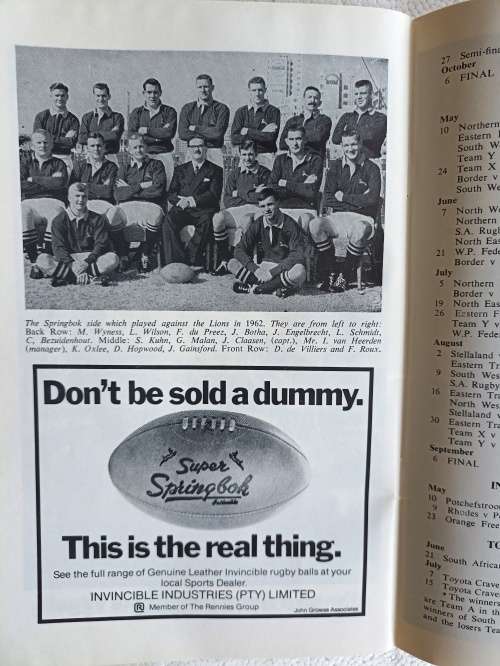 The Springbok side which played against the Lions in 1962. They are from left to right:
Back Row: M. Wyness, L. Wilson, F. du Preez, J. Botha, J. Engelbrecht, L. Schmidt,
C, Bezuidenhout. Middle: S. Kuhn, G. Malan, J. Claasen, (capt.), Mr. I. van Heerden
(manager), K. Oxlee, D. Hopwood, J. Gainsford. Front Row: D. de Villiers and F. Roux.
Don't be sold a dummy.
Super
Springbok
This is the real thing.
See the full range of Genuine Leather Invincible rugby balls at your
local Sports Dealer.
INVINCIBLE INDUSTRIES (PTY) LIMITED
Member of The Rennies Group
John Growse Associates
27 Semi-fina
October
6 FINAL
May
10 Northern
Eastern
South W
Team Y
24 Team X
Border v
South We
June
7 North W
Northern
S.A. Rugl
North Eas
21 W.P. Fede
Border v
July
5 Northern
Border v
19 North East
26 Eastern F
Team Y v
W.P. Fede
August
2 Stellaland
Eastern Tra
9 South Wes
S.A. Rugby
16 Eastern Tra
North West
Stellaland v
30 Eastern Tra
Team X v
Team Y v
September
6 FINAL
IN
May
10 Potchefstroo
9 Rhodes v P
23 Orange Free
TO
June
21 South Africa
July
7 Toyota Crave
15 Toyota Crave
• The winners
are Team A in th
winners of South
and the losers Tea